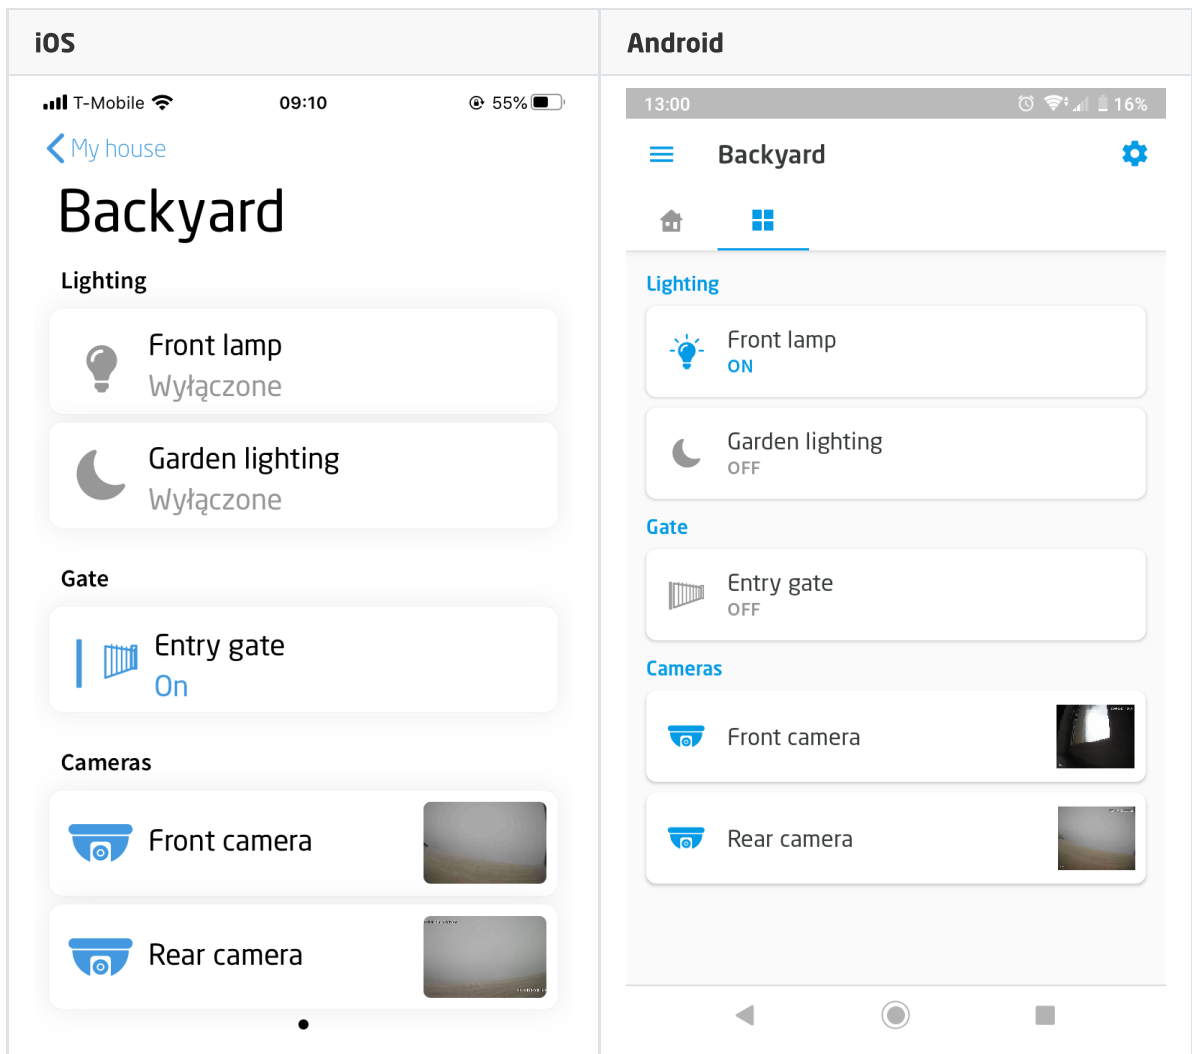 iOS
T-Mobile 09:10 55%
My house
Backyard
Lighting
Front lamp
Wyłączone
Garden lighting
Wyłączone
Gate
Entry gate
On
Cameras
Front camera
Rear camera
Android
13:00 16%
Backyard
Lighting
Front lamp
ON
Garden lighting
OFF
Gate
Entry gate
OFF
Cameras
Front camera
Rear camera